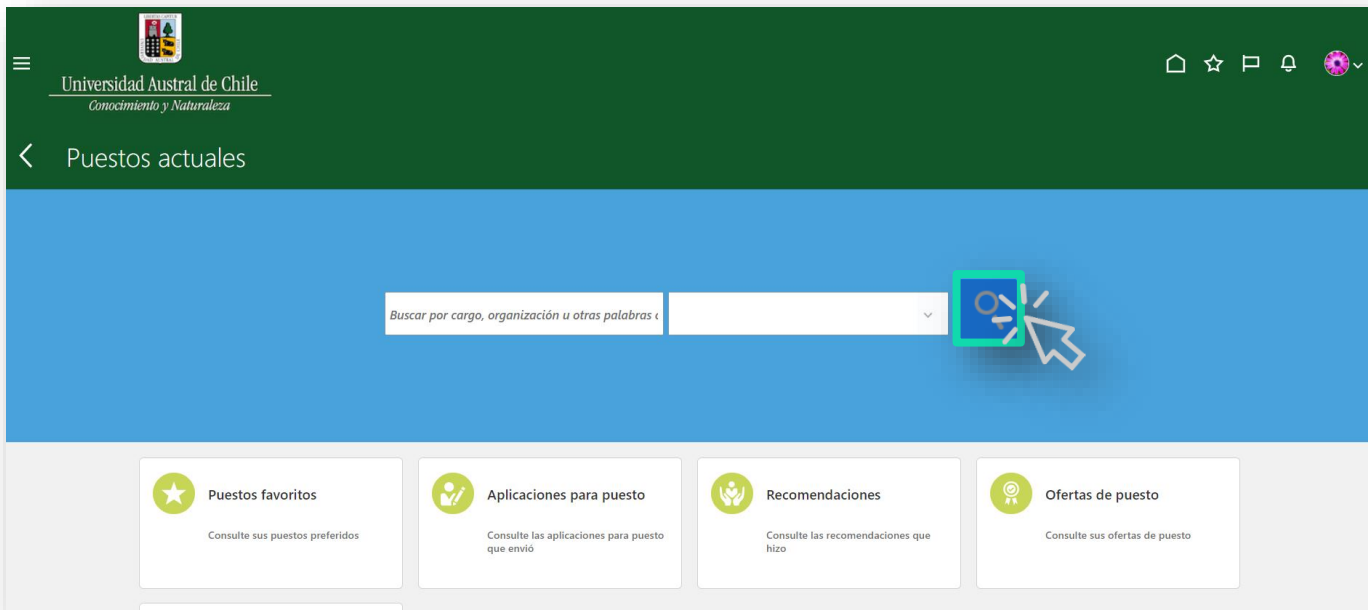 Universidad Austral de Chile
Conocimiento y Naturaleza
Puestos actuales
Buscar por cargo, organización u otras palabras
Puestos favoritos
Consulte sus puestos preferidos
Aplicaciones para puesto
Consulte las aplicaciones para puesto
que envió
Recomendaciones
Consulte las recomendaciones que
hizo
Ofertas de puesto
Consulte sus ofertas de puesto